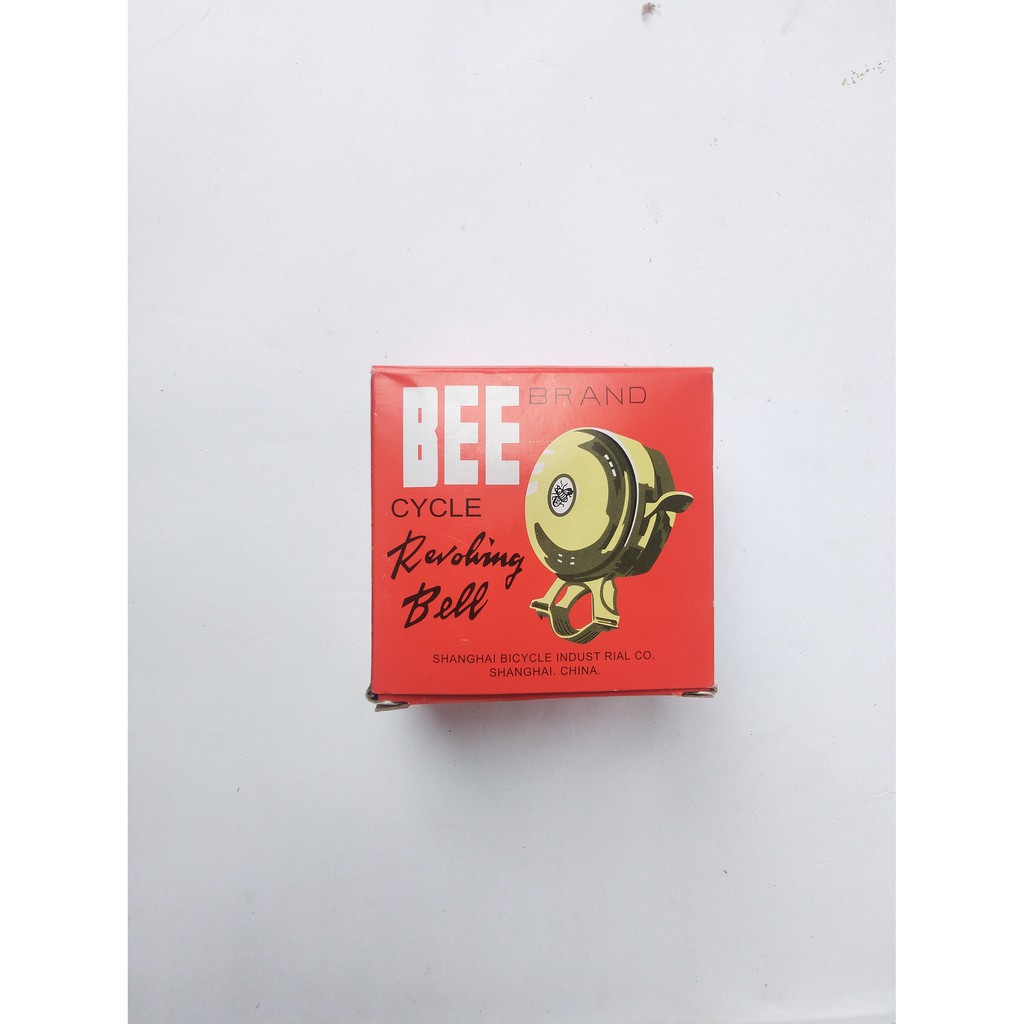 BEE BRAND
CYCLE
Revolving
Bell
SHANGHAI BICYCLE INDUST RIAL CO.
SHANGHAI. CHINA.